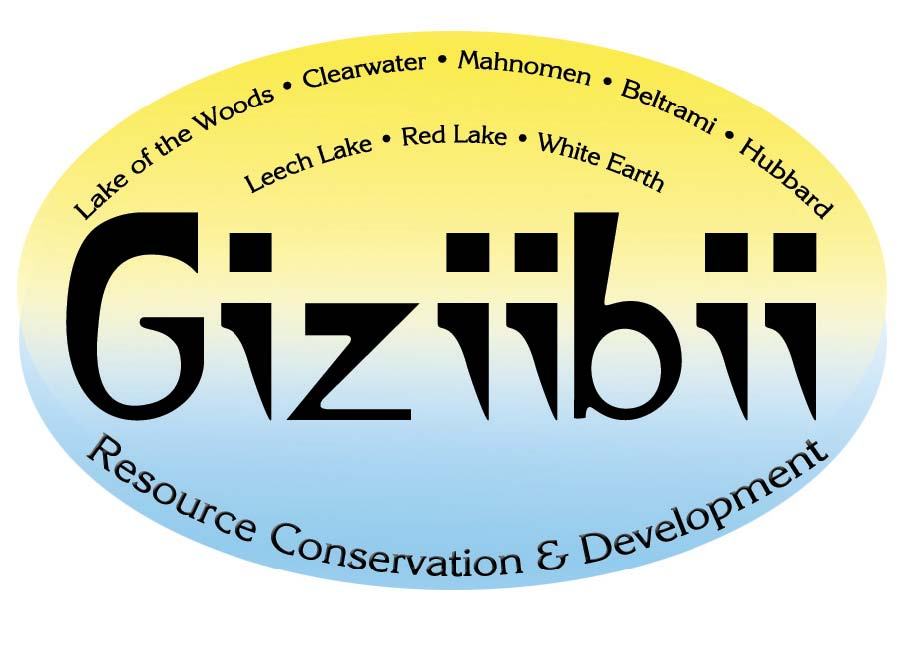 Lake of the Woods • Clearwater • Mahnomen • Beltrami • Hubbard
Leech Lake • Red Lake • White Earth
Giziibii
Resource Conservation & Development